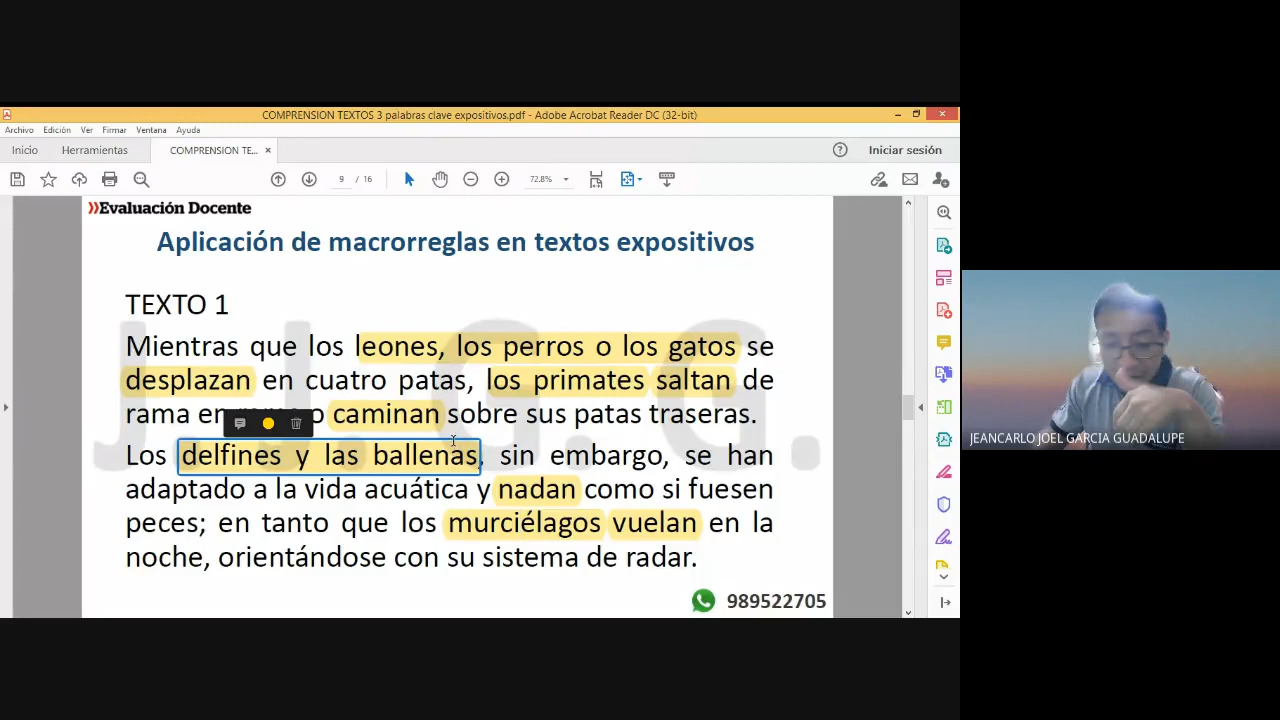 COMPRENSION TEXTOS 3 palabras clave expositivos.pdf - Adobe Acrobat Reader DC (32-bit)
Archivo Edición Ver Firmar Ventana Ayuda
Inicio Herramientas COMPRENSION TE... × Iniciar sesión
9 / 16 72.8%
»Evaluación Docente
Aplicación de macrorreglas en textos expositivos
TEXTO 1
Mientras que los leones, los perros o los gatos se
desplazan en cuatro patas, los primates saltan de
rama en o caminan sobre sus patas traseras.
Los delfines y las ballenas, sin embargo, se han
adaptado a la vida acuática y nadan como si fuesen
peces; en tanto que los murciélagos vuelan en la
noche, orientándose con su sistema de radar.
J. J. G. G.
989522705
JEANCARLO JOEL GARCIA GUADALUPE